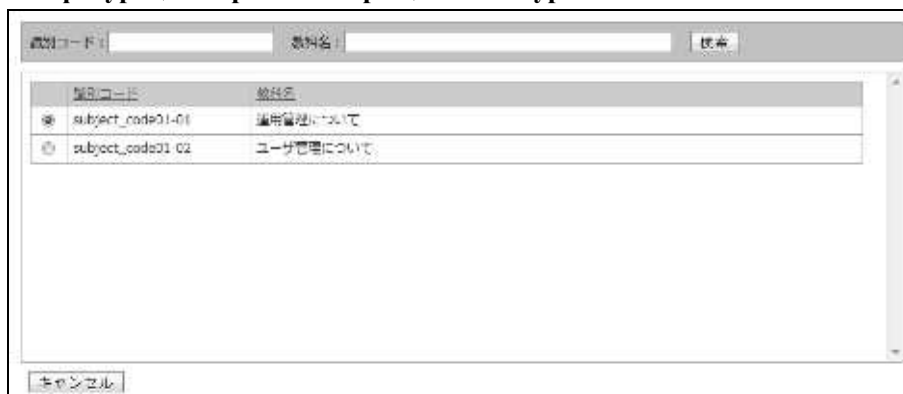 識別コード： 教科名： 検索
識別コード 教科名
subject_code01-01 運用管理について
subject_code01-02 ユーザ管理について
キャンセル